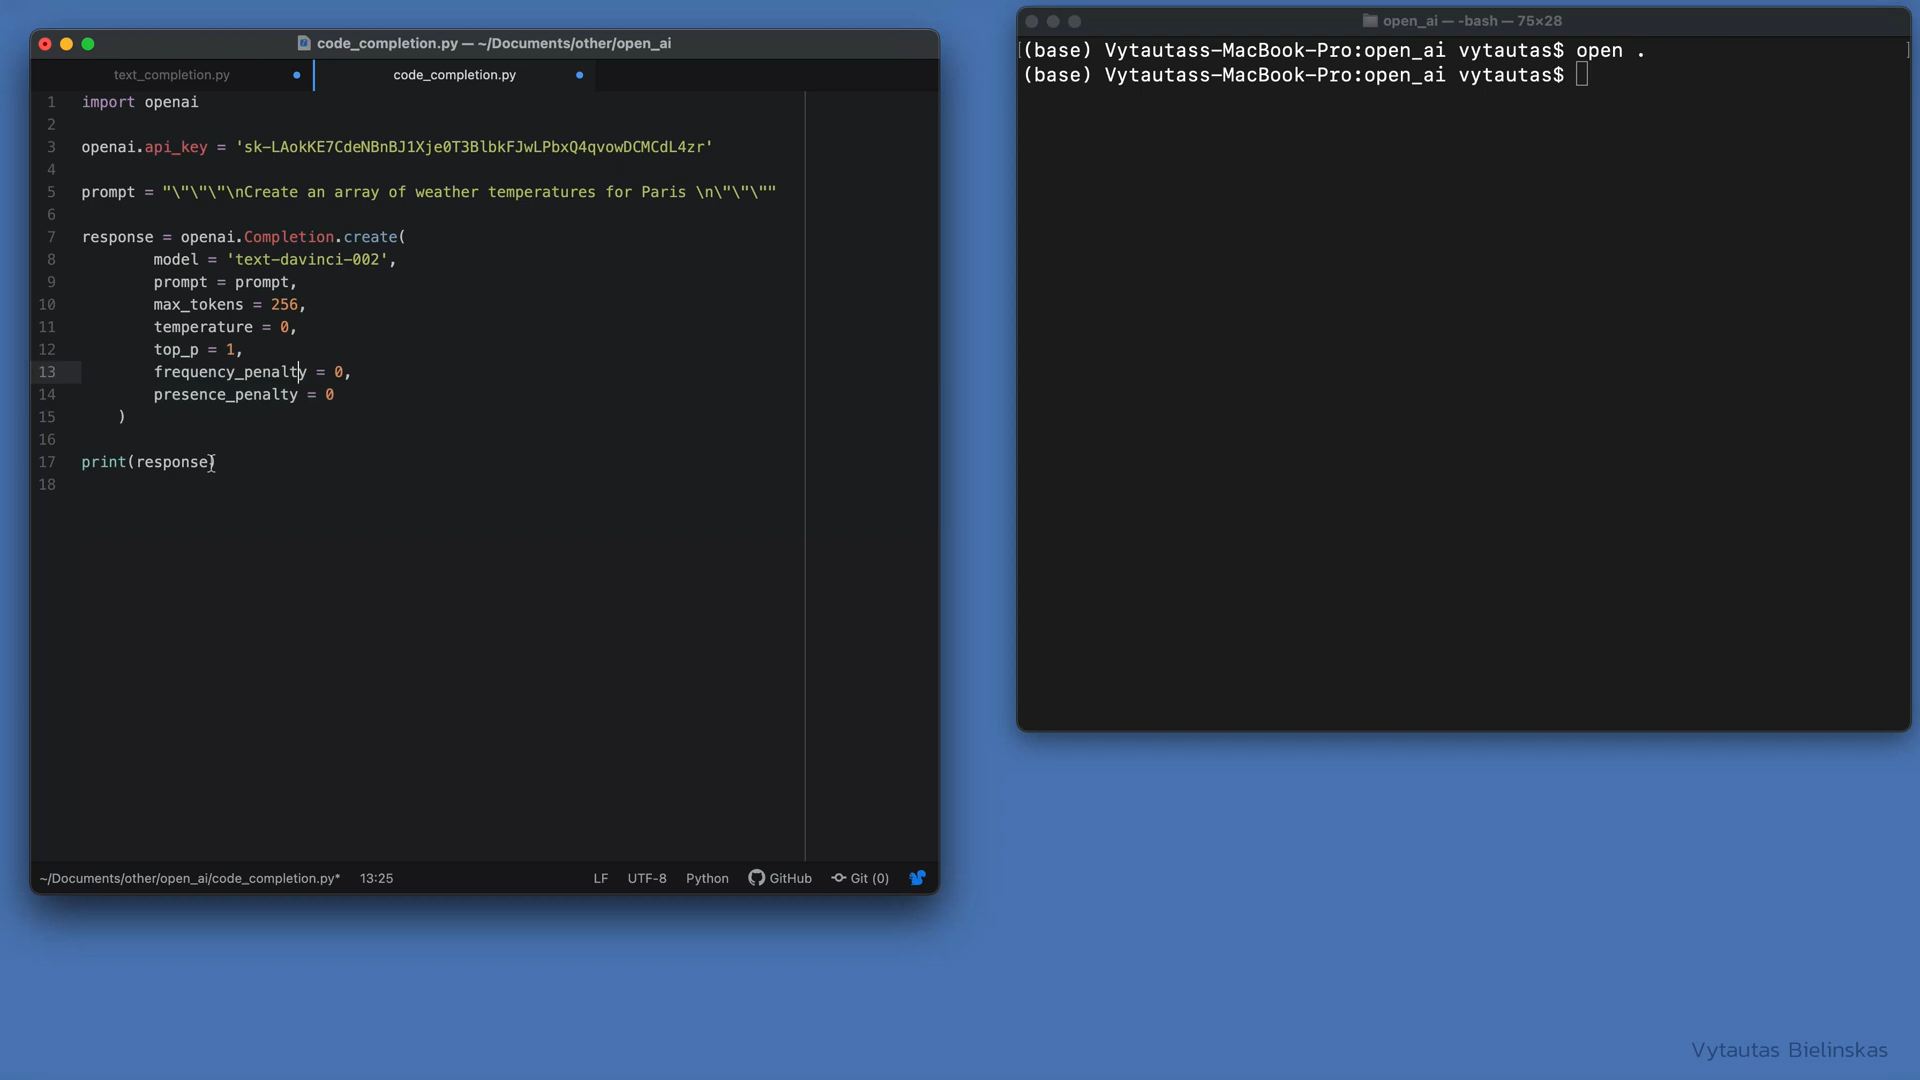 code_completion.py — ~/Documents/other/open_ai
text_completion.py
code_completion.py
1 import openai
2
3 openai.api_key = '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'
4
5 prompt = "\"\"\"\nCreate an array of weather temperatures for Paris \n\"\"\""
6
7 response = openai.Completion.create(
8 model = 'text-davinci-002',
9 prompt = prompt,
10 max_tokens = 256,
11 temperature = 0,
12 top_p = 1,
13 frequency_penalty = 0,
14 presence_penalty = 0
15 )
16
17 print(response)
18
~/Documents/other/open_ai/code_completion.py* 13:25 LF UTF-8 Python GitHub Git (0)
open_ai — -bash — 75×28
[(base) Vytautass-MacBook-Pro:open_ai vytautas$ open . ]
(base) Vytautass-MacBook-Pro:open_ai vytautas$
Vytautas Bielinskas